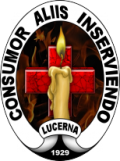 CONSUMOR ALIIS INSERVIENDO
LUCERNA
1929